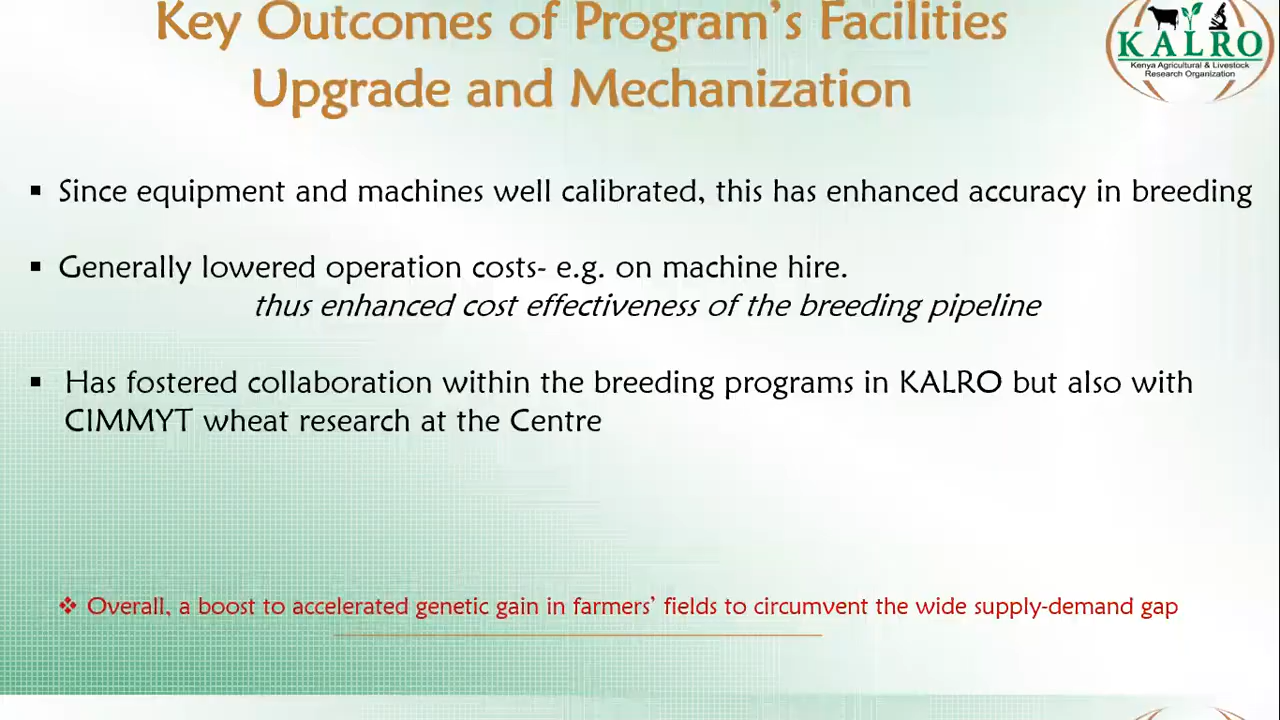 Key Outcomes of Program's Facilities
Upgrade and Mechanization
KALRO
Kenya Agricultural & Livestock
Research Organization
▪ Since equipment and machines well calibrated, this has enhanced accuracy in breeding
▪ Generally lowered operation costs- e.g. on machine hire.
thus enhanced cost effectiveness of the breeding pipeline
▪ Has fostered collaboration within the breeding programs in KALRO but also with
CIMMYT wheat research at the Centre
❖ Overall, a boost to accelerated genetic gain in farmers' fields to circumvent the wide supply-demand gap